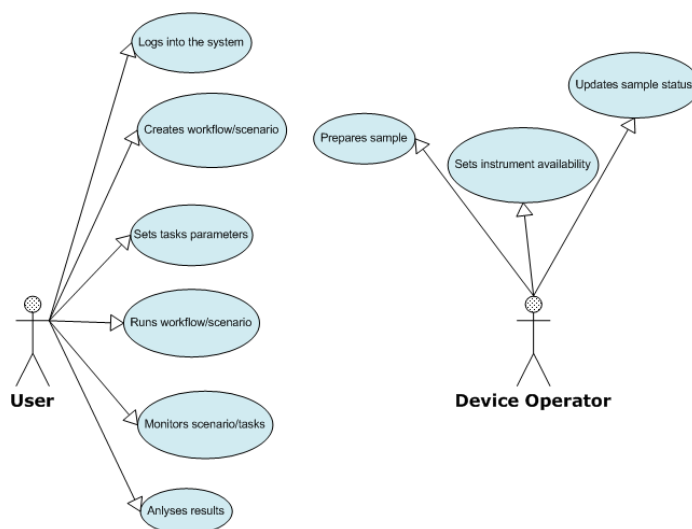 Logs into the system
Creates workflow/scenario
Sets tasks parameters
Runs workflow/scenario
Monitors scenario/tasks
Anlyses results
User
Updates sample status
Prepares sample
Sets instrument availability
Device Operator